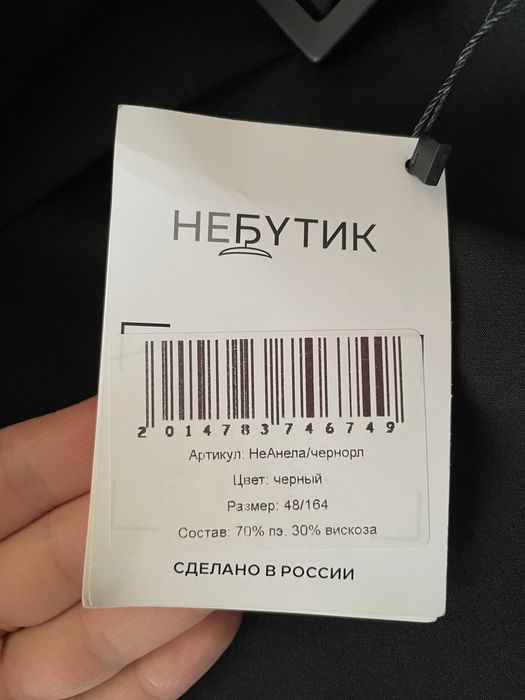 НЕБУТИК
2014783746749
Артикул: НеАнела/чернорл
Цвет: черный
Размер: 48/164
Состав: 70% пэ, 30% вискоза
СДЕЛАНО В РОССИИ